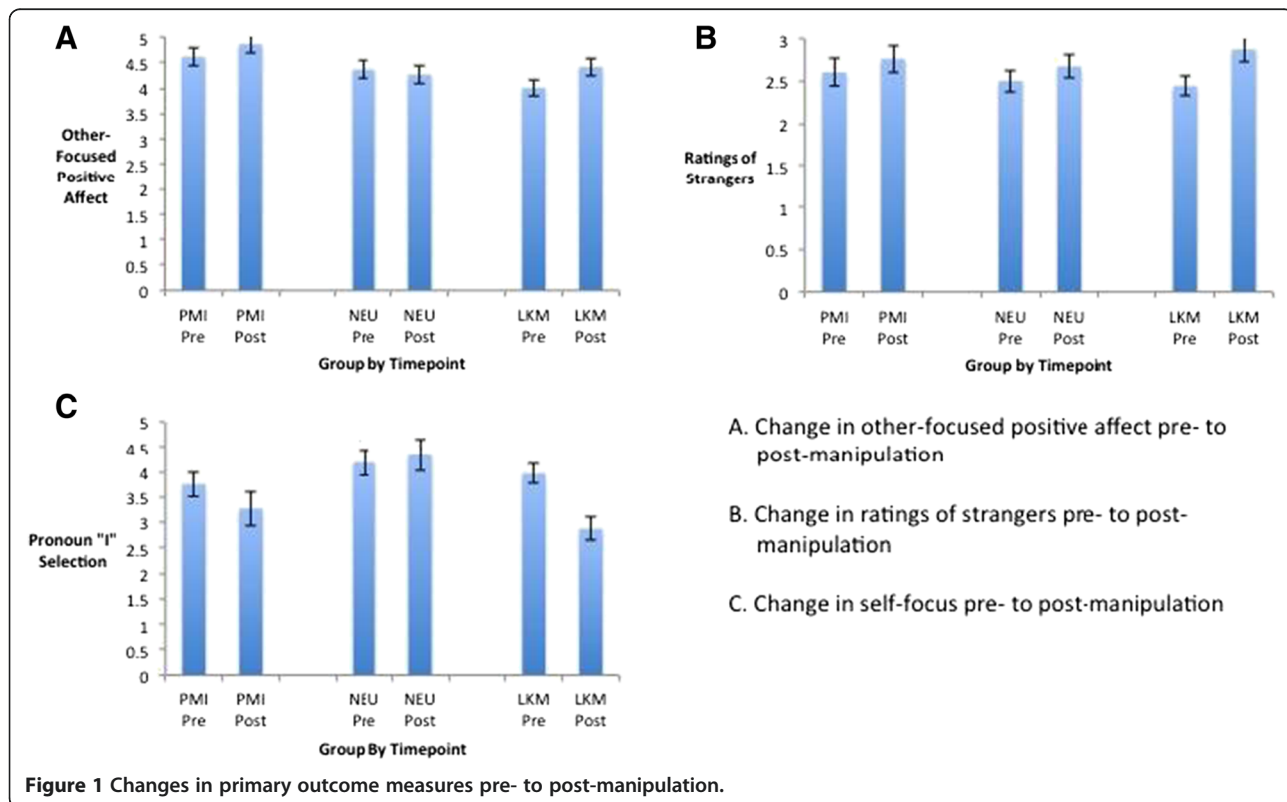 A
5
4.5
4
3.5
3
2.5
2
1.5
1
0.5
0
Other-
Focused
Positive
Affect
PMI PMI NEU NEU LKM LKM
Pre Post Pre Post Pre Post
Group by Timepoint
B
3
2.5
2
1.5
1
0.5
0
Ratings of
Strangers
PMI PMI NEU NEU LKM LKM
Pre Post Pre Post Pre Post
Group by Timepoint
C
5
4 5
4
3.5
3
2.5
2
1.5
1
0.5
0
Pronoun "I"
Selection
PMI PMI NEU NEU LKM LKM
Pre Post Pre Post Pre Post
Group By Timepoint
A. Change in other-focused positive affect pre- to
post-manipulation
B. Change in ratings of strangers pre- to post-
manipulation
C. Change in self-focus pre- to post-manipulation
Figure 1 Changes in primary outcome measures pre- to post-manipulation.